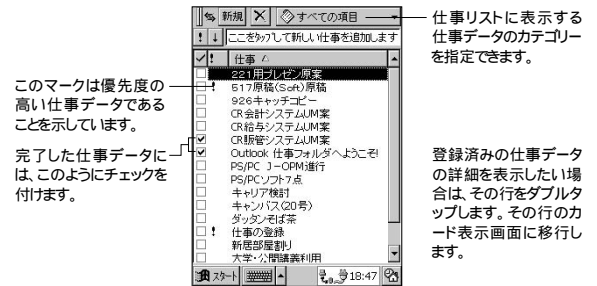 新規 すべての項目
! ↓ ここをタップして新しい仕事を追加します
! 仕事
221用プレゼン原案
! 517原稿(Soft)原稿
926キャッチコピー
CR会計システムUM案
CR給与システムUM案
CR販管システムUM案
Outlook 仕事フォルダへようこそ!
PS/PC J-OPM進行
PS/PCソフト7点
キャリア検討
キャンバス(20号)
ダッタンそば茶
! 仕事の登録
新居部屋割り
大学・公開講義利用
スタート 18:47
このマークは優先度の
高い仕事データである
ことを示しています。
完了した仕事データに
は、このようにチェックを
付けます。
仕事リストに表示する
仕事データのカテゴリー
を指定できます。
登録済みの仕事データ
の詳細を表示したい場
合は、その行をダブルタ
ップします。その行のカ
ード表示画面に移行し
ます。